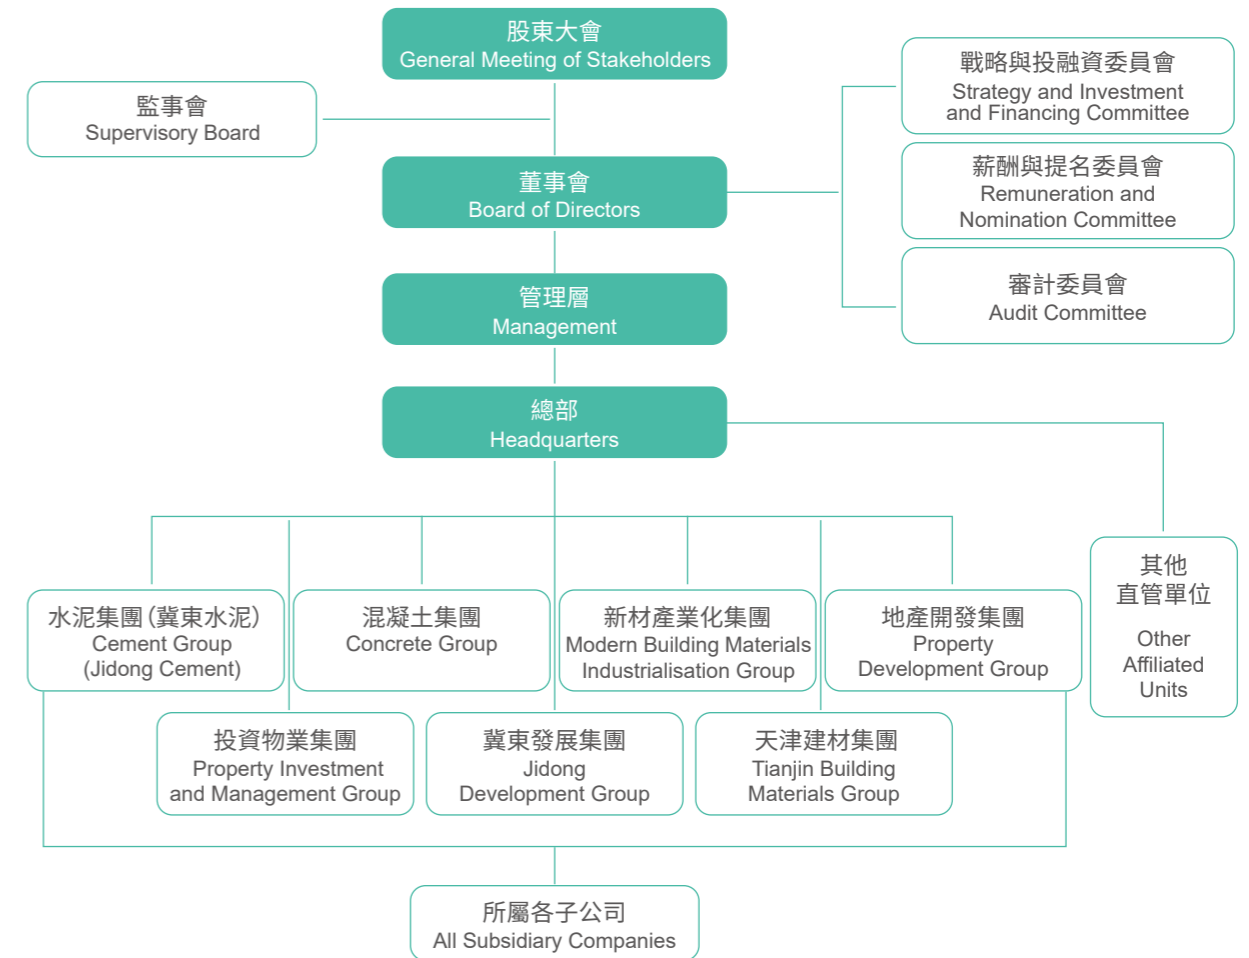 股東大會
General Meeting of Stakeholders
監事會
Supervisory Board
戰略與投融資委員會
Strategy and Investment
and Financing Committee
董事會
Board of Directors
薪酬與提名委員會
Remuneration and
Nomination Committee
審計委員會
Audit Committee
管理層
Management
總部
Headquarters
水泥集團(冀東水泥)
Cement Group
(Jidong Cement)
混凝土集團
Concrete Group
新材產業化集團
Modern Building Materials
Industrialisation Group
地產開發集團
Property
Development Group
其他
直管單位
Other
Affiliated
Units
投資物業集團
Property Investment
and Management Group
冀東發展集團
Jidong
Development Group
天津建材集團
Tianjin Building
Materials Group
所屬各子公司
All Subsidiary Companies